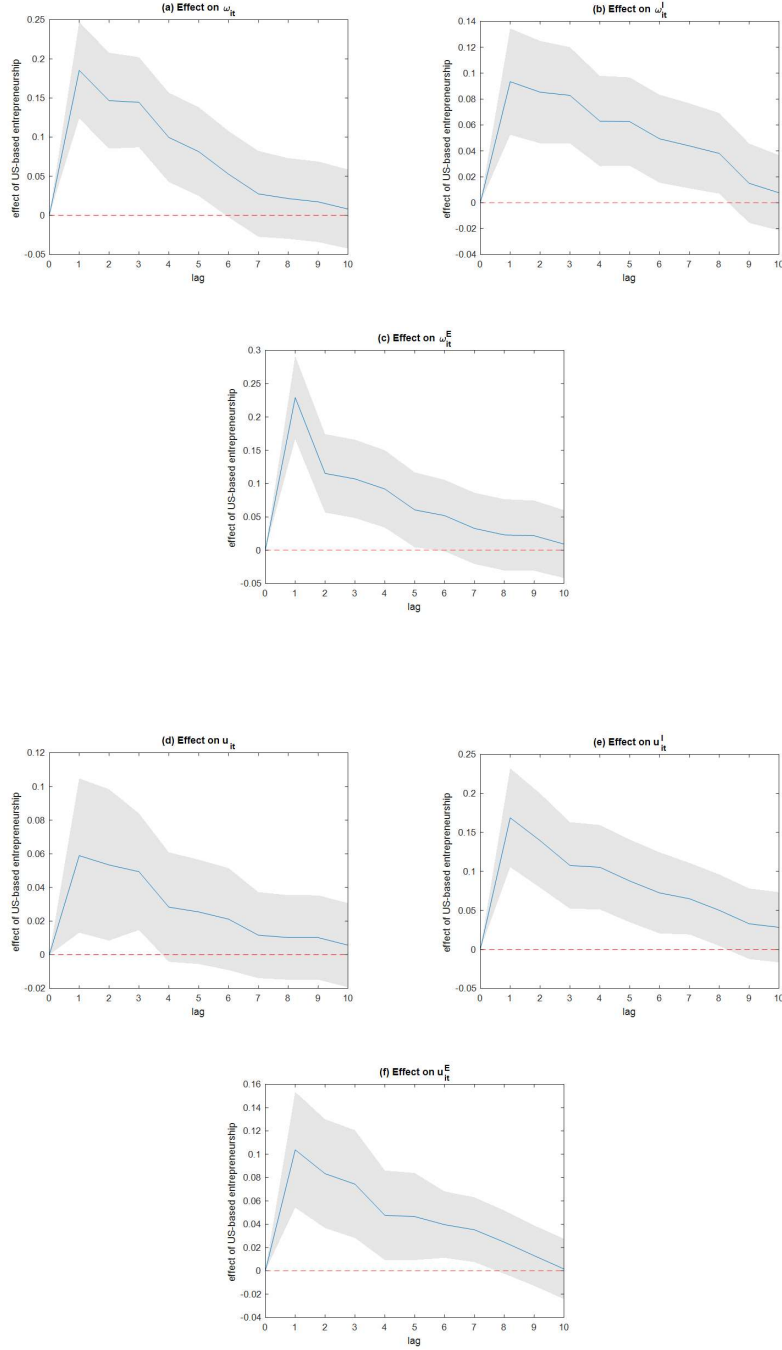 (a) Effect on ω_it
effect of US-based entrepreneurship
0.25
0.2
0.15
0.1
0.05
0
-0.05
0 1 2 3 4 5 6 7 8 9 10
lag
(b) Effect on ω_it^I
effect of US-based entrepreneurship
0.14
0.12
0.1
0.08
0.06
0.04
0.02
0
-0.02
-0.04
0 1 2 3 4 5 6 7 8 9 10
lag
(c) Effect on ω_it^E
effect of US-based entrepreneurship
0.3
0.25
0.2
0.15
0.1
0.05
0
-0.05
0 1 2 3 4 5 6 7 8 9 10
lag
(d) Effect on u_it
effect of US-based entrepreneurship
0.12
0.1
0.08
0.06
0.04
0.02
0
-0.02
0 1 2 3 4 5 6 7 8 9 10
lag
(e) Effect on u_it^I
effect of US-based entrepreneurship
0.25
0.2
0.15
0.1
0.05
0
-0.05
0 1 2 3 4 5 6 7 8 9 10
lag
(f) Effect on u_it^E
effect of US-based entrepreneurship
0.16
0.14
0.12
0.1
0.08
0.06
0.04
0.02
0
-0.02
-0.04
0 1 2 3 4 5 6 7 8 9 10
lag